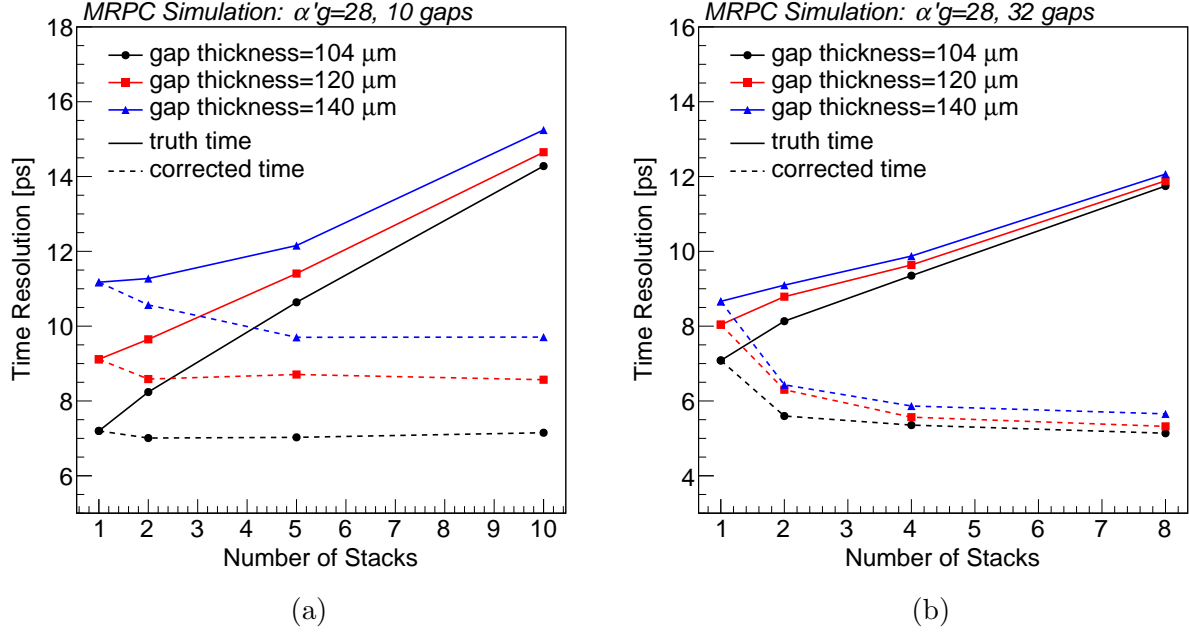 MRPC Simulation: α'g=28, 10 gaps
18
16
14
12
10
8
6
Time Resolution [ps]
gap thickness=104 μm
gap thickness=120 μm
gap thickness=140 μm
truth time
corrected time
1 2 3 4 5 6 7 8 9 10
Number of Stacks
(a)
MRPC Simulation: α'g=28, 32 gaps
16
14
12
10
8
6
4
Time Resolution [ps]
gap thickness=104 μm
gap thickness=120 μm
gap thickness=140 μm
truth time
corrected time
1 2 3 4 5 6 7 8
Number of Stacks
(b)